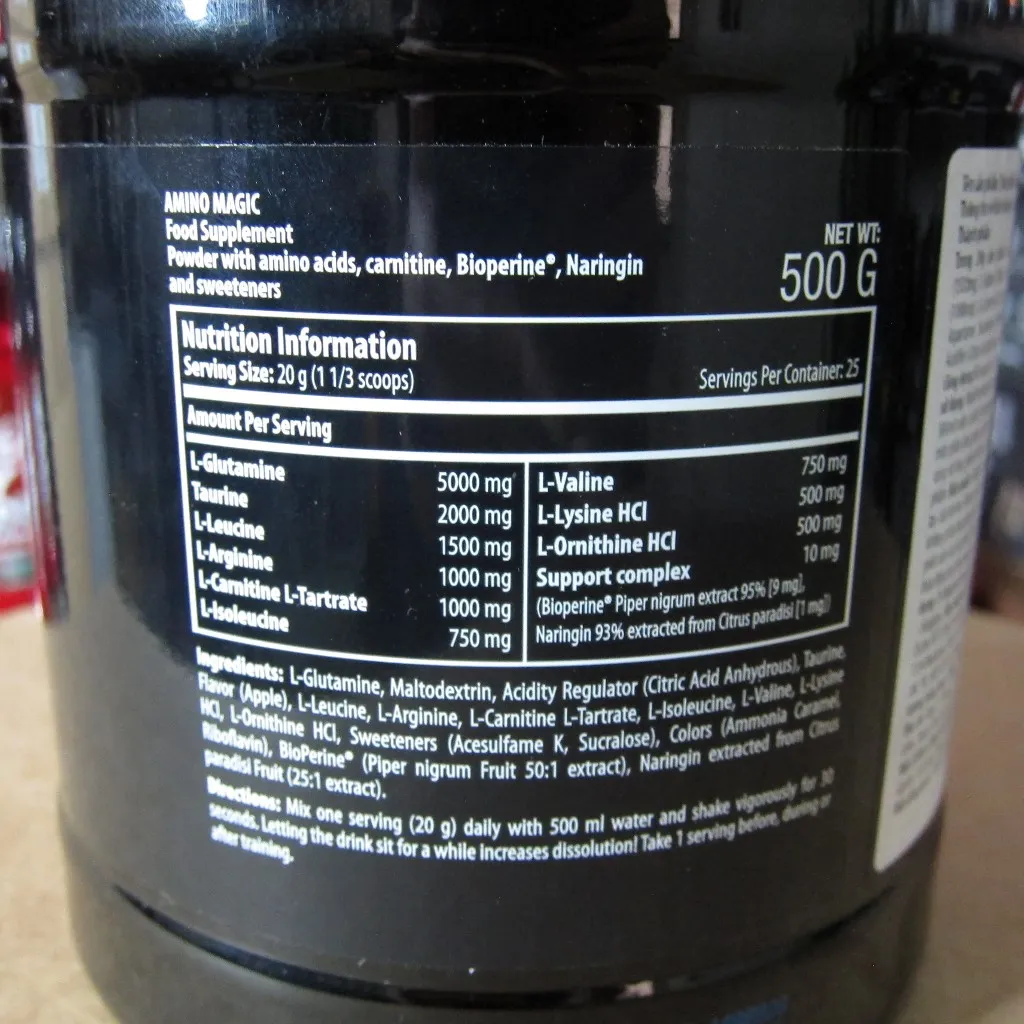 AMINO MAGIC
Food Supplement
Powder with amino acids, carnitine, Bioperine®, Naringin
and sweeteners
NET WT:
500 G
Nutrition Information
Serving Size: 20 g (1 1/3 scoops)
Servings Per Container: 25
Amount Per Serving
L-Glutamine 5000 mg
Taurine 2000 mg
L-Leucine 1500 mg
L-Arginine 1000 mg
L-Carnitine L-Tartrate 1000 mg
L-Isoleucine 750 mg
L-Valine 750 mg
L-Lysine HCl 500 mg
L-Ornithine HCl 500 mg
Support complex 10 mg
(Bioperine® Piper nigrum extract 95% [9 mg],
Naringin 93% extracted from Citrus paradisi [1 mg])
Ingredients: L-Glutamine, Maltodextrin, Acidity Regulator (Citric Acid Anhydrous), Taurine,
Flavor (Apple), L-Leucine, L-Arginine, L-Carnitine L-Tartrate, L-Isoleucine, L-Valine, L-Lysine
HCl, L-Ornithine HCl, Sweeteners (Acesulfame K, Sucralose), Colors (Ammonia Caramel,
Riboflavin), BioPerine® (Piper nigrum Fruit 50:1 extract), Naringin extracted from Citrus
paradisi Fruit (25:1 extract).
Directions: Mix one serving (20 g) daily with 500 ml water and shake vigorously for 30
seconds. Letting the drink sit for a while increases dissolution! Take 1 serving before, during or
after training.